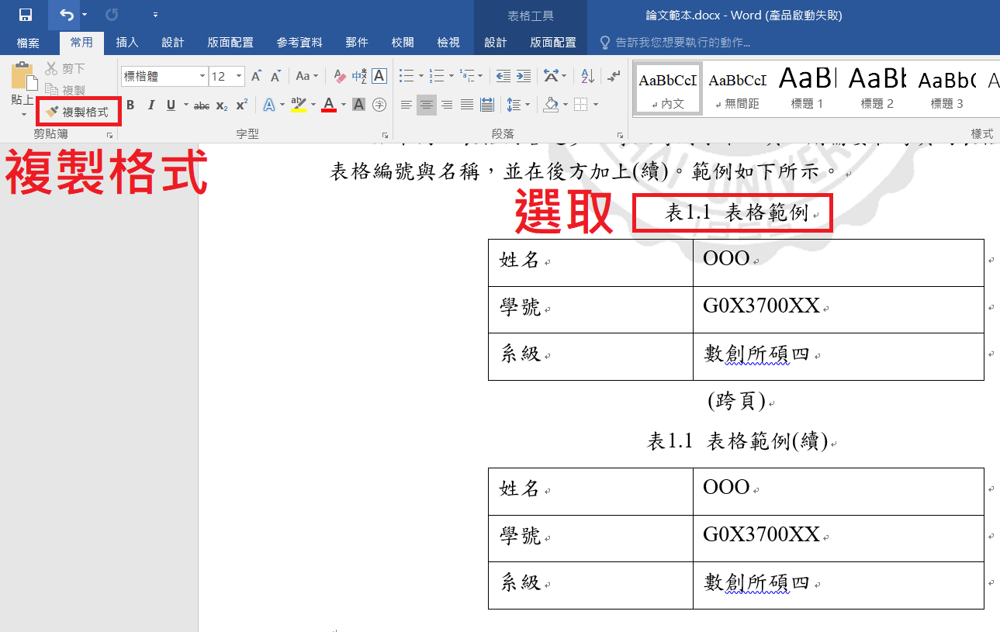 表格工具
論文範本.docx - Word (產品啟動失敗)
檔案 常用 插入 設計 版面配置 參考資料 郵件 校閱 檢視 設計 版面配置 告訴我您想要執行的動作...
剪下
複製
貼上
複製格式
標楷體 12
AaBbCcI AaBbCcI AaBl AaBb AaBb( A
內文 無間距 標題 1 標題 2 標題 3
剪貼簿 字型 段落 樣式
複製格式
表格編號與名稱，並在後方加上(續)。範例如下所示。
選取
表1.1 表格範例
姓名 OOO
學號 G0X3700XX
系級 數創所碩四
(跨頁)
表1.1 表格範例(續)
姓名 OOO
學號 G0X3700XX
系級 數創所碩四